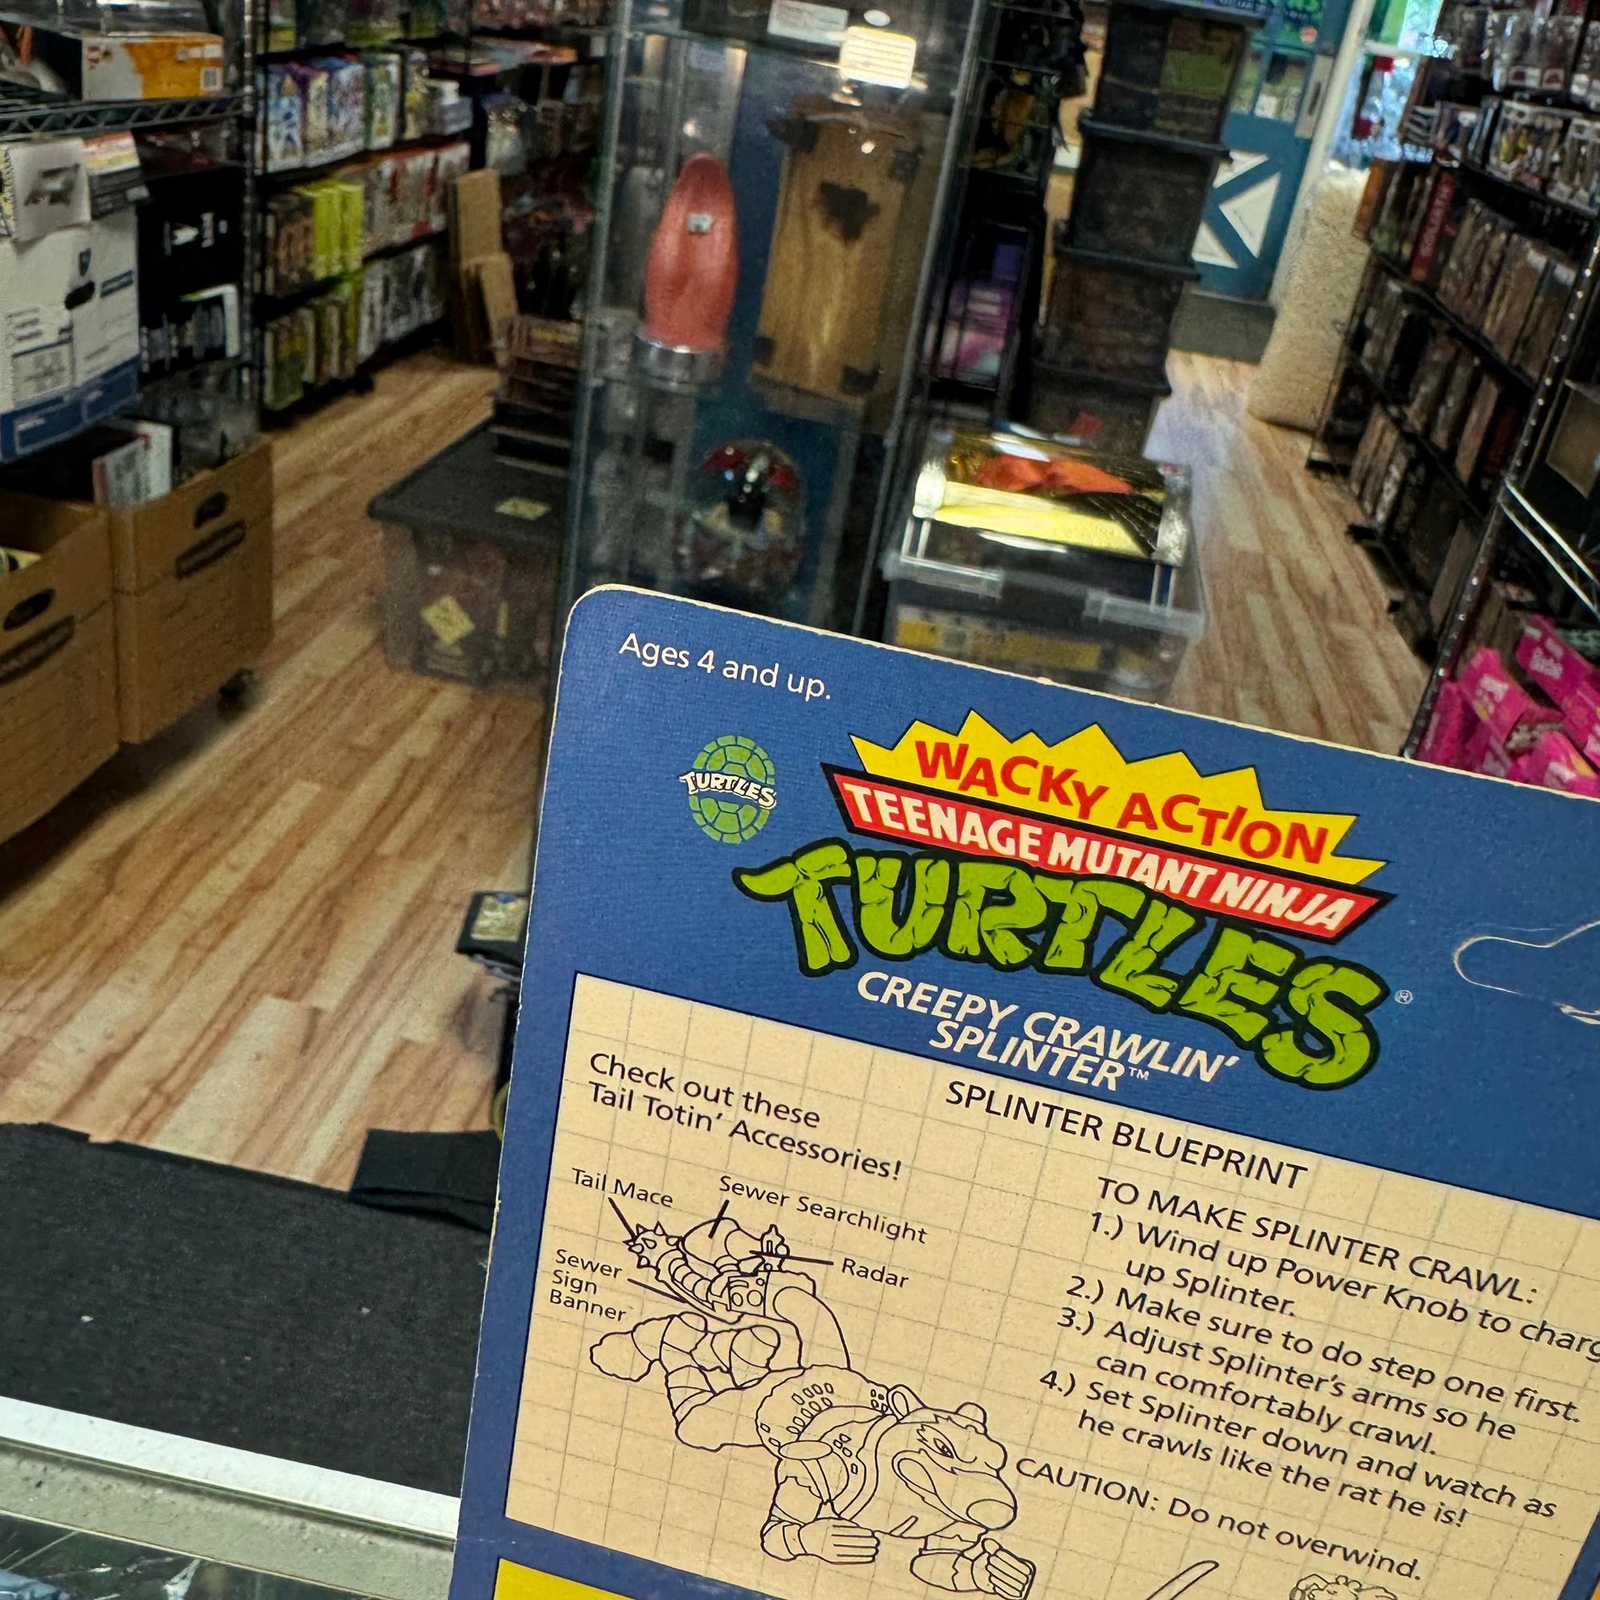 Ages 4 and up.
TURTLES
WACKY ACTION
TEENAGE MUTANT NINJA
TURTLES®
CREEPY CRAWLIN'
SPLINTER™
Check out these
Tail Totin' Accessories!
Tail Mace
Sewer Searchlight
Radar
Sewer
Sign
Banner
SPLINTER BLUEPRINT
TO MAKE SPLINTER CRAWL:
1.) Wind up Power Knob to charg
up Splinter.
2.) Make sure to do step one first.
3.) Adjust Splinter's arms so he
can comfortably crawl.
4.) Set Splinter down and watch as
he crawls like the rat he is!
CAUTION: Do not overwind.